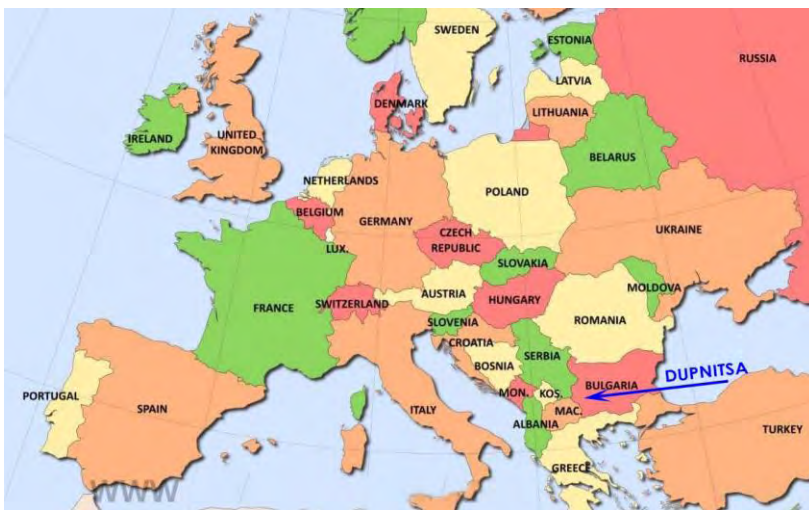 SWEDEN
ESTONIA
RUSSIA
LATVIA
DENMARK
LITHUANIA
IRELAND
UNITED
KINGDOM
BELARUS
NETHERLANDS
POLAND
BELGIUM
GERMANY
CZECH
REPUBLIC
UKRAINE
LUX.
SLOVAKIA
MOLDOVA
AUSTRIA
SWITZERLAND
HUNGARY
FRANCE
ROMANIA
SLOVENIA
CROATIA
SERBIA
BOSNIA
DUPNITSA
BULGARIA
MON.
KOS.
PORTUGAL
SPAIN
ITALY
MAC.
ALBANIA
TURKEY
GREECE
www